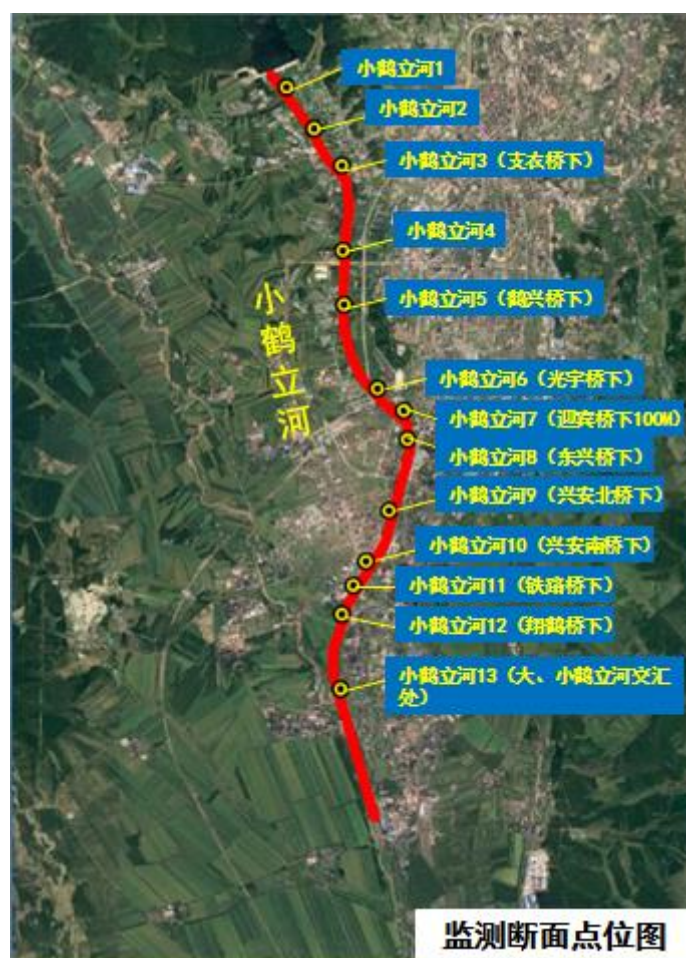 小鹤立河1
小鹤立河2
小鹤立河3（支农桥下）
小鹤立河4
小鹤立河5（鹤兴桥下）
小鹤立河
小鹤立河6（光宇桥下）
小鹤立河7（迎宾桥下100M）
小鹤立河8（东兴桥下）
小鹤立河9（兴安北桥下）
小鹤立河10（兴安南桥下）
小鹤立河11（铁路桥下）
小鹤立河12（翔鹤桥下）
小鹤立河13（大、小鹤立河交汇
处）
监测断面点位图